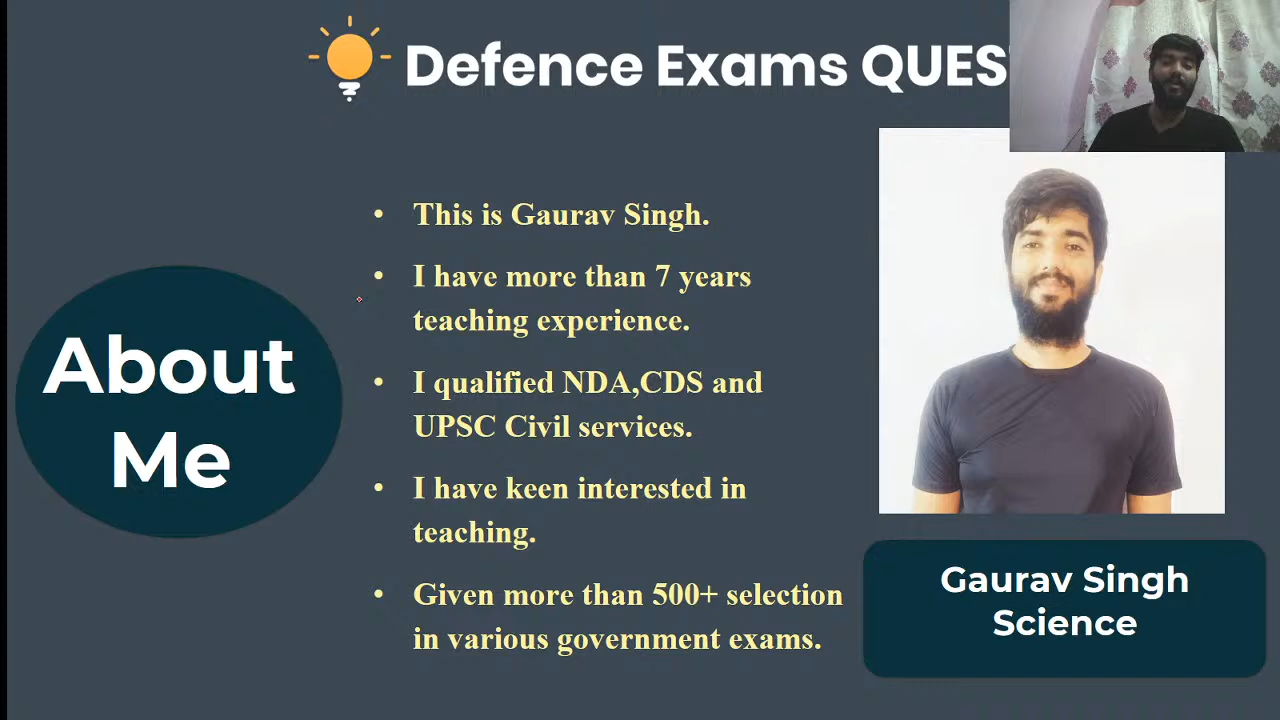 Defence Exams QUES
• This is Gaurav Singh.
• I have more than 7 years
teaching experience.
• I qualified NDA,CDS and
UPSC Civil services.
• I have keen interested in
teaching.
• Given more than 500+ selection
in various government exams.
About
Me
Gaurav Singh
Science